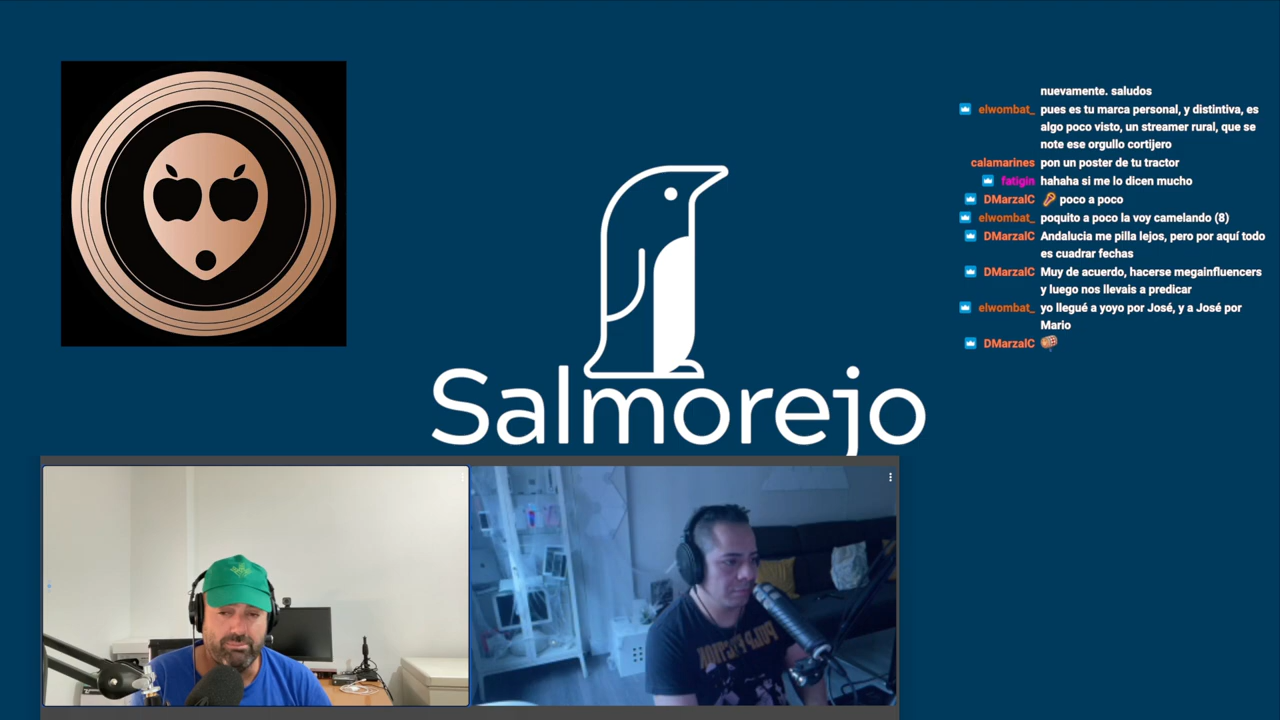 nuevamente. saludos
elwombat_ pues es tu marca personal, y distintiva, es
algo poco visto, un streamer rural, que se
note ese orgullo cortijero
calamarines pon un poster de tu tractor
fatigin hahaha si me lo dicen mucho
DMarzalC poco a poco
elwombat_ poquito a poco la voy camelando (8)
DMarzalC Andalucia me pilla lejos, pero por aquí todo
es cuadrar fechas
DMarzalC Muy de acuerdo, hacerse megainfluencers
y luego nos llevais a predicar
elwombat_ yo llegué a yoyo por José, y a José por
Mario
DMarzalC
Salmorejo
PULP FICTION